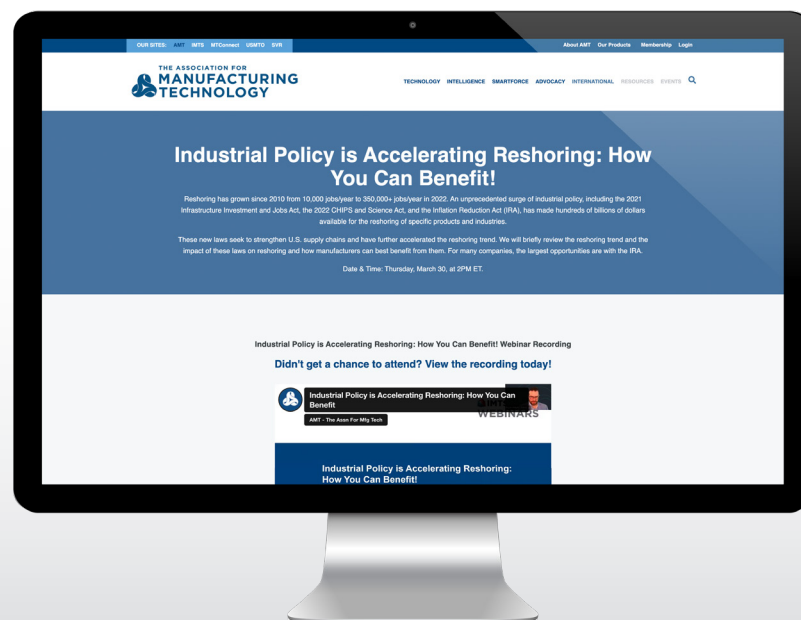 OUR SITES: AMT IMTS MTConnect USMTO SVR
About AMT Our Products Membership Login
THE ASSOCIATION FOR
MANUFACTURING
TECHNOLOGY
TECHNOLOGY INTELLIGENCE SMARTFORCE ADVOCACY INTERNATIONAL RESOURCES EVENTS
Industrial Policy is Accelerating Reshoring: How
You Can Benefit!
Reshoring has grown since 2010 from 10,000 jobs/year to 350,000+ jobs/year in 2022. An unprecedented surge of industrial policy, including the 2021
Infrastructure Investment and Jobs Act, the 2022 CHIPS and Science Act, and the Inflation Reduction Act (IRA), has made hundreds of billions of dollars
available for the reshoring of specific products and industries.
These new laws seek to strengthen U.S. supply chains and have further accelerated the reshoring trend. We will briefly review the reshoring trend and the
impact of these laws on reshoring and how manufacturers can best benefit from them. For many companies, the largest opportunities are with the IRA.
Date & Time: Thursday, March 30, at 2PM ET.
Industrial Policy is Accelerating Reshoring: How You Can Benefit! Webinar Recording
Didn't get a chance to attend? View the recording today!
Industrial Policy is Accelerating Reshoring: How You Can
Benefit
AMT - The Assn For Mfg Tech
WEBINARS
Industrial Policy is Accelerating Reshoring:
How You Can Benefit!